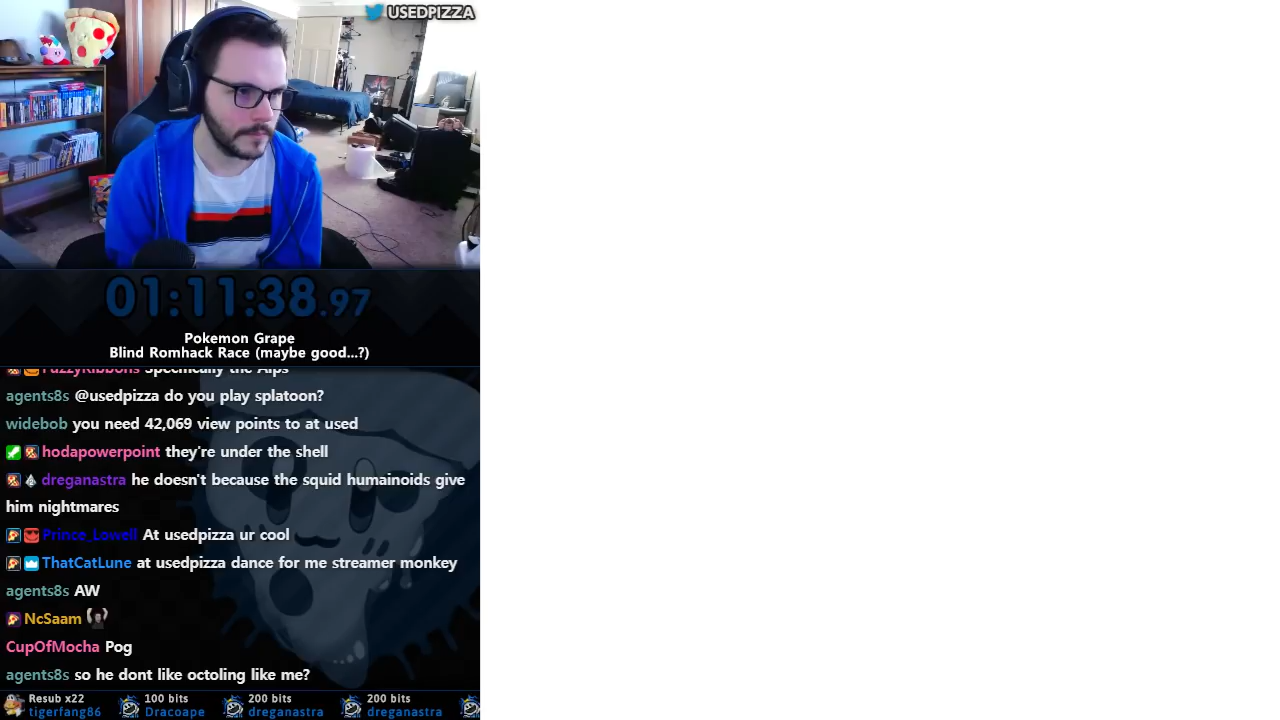 USEDPIZZA
01:11:38.97
Pokemon Grape
Blind Romhack Race (maybe good...?)
FuzzyRibbons Specifically the Alps
agents8s @usedpizza do you play splatoon?
widebob you need 42,069 view points to at used
hodapowerpoint they're under the shell
dreganastra he doesn't because the squid humainoids give
him nightmares
Prince_Lowell At usedpizza ur cool
ThatCatLune at usedpizza dance for me streamer monkey
agents8s AW
NcSaam
CupOfMocha Pog
agents8s so he dont like octoling like me?
Resub x22 100 bits 200 bits 200 bits
tigerfang86 Dracoape dreganastra dreganastra